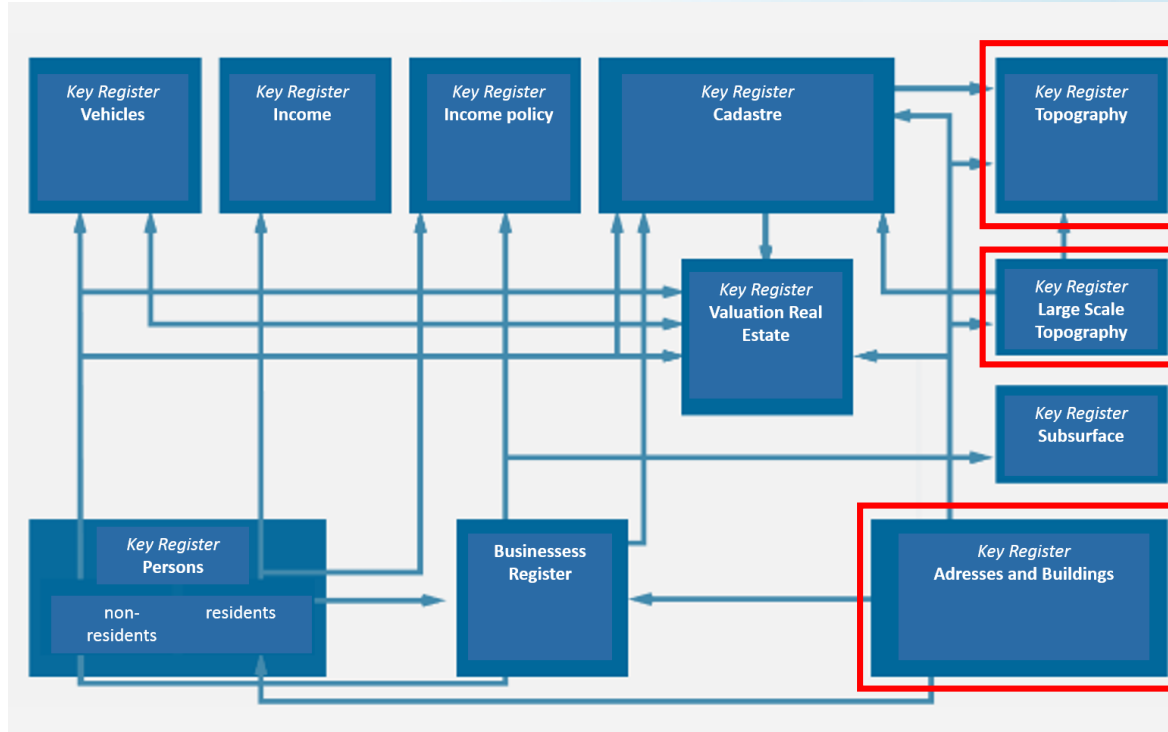 Key Register
Vehicles
Key Register
Income
Key Register
Income policy
Key Register
Cadastre
Key Register
Topography
Key Register
Valuation Real
Estate
Key Register
Large Scale
Topography
Key Register
Subsurface
Key Register
Persons
non-
residents
residents
Businessess
Register
Key Register
Adresses and Buildings